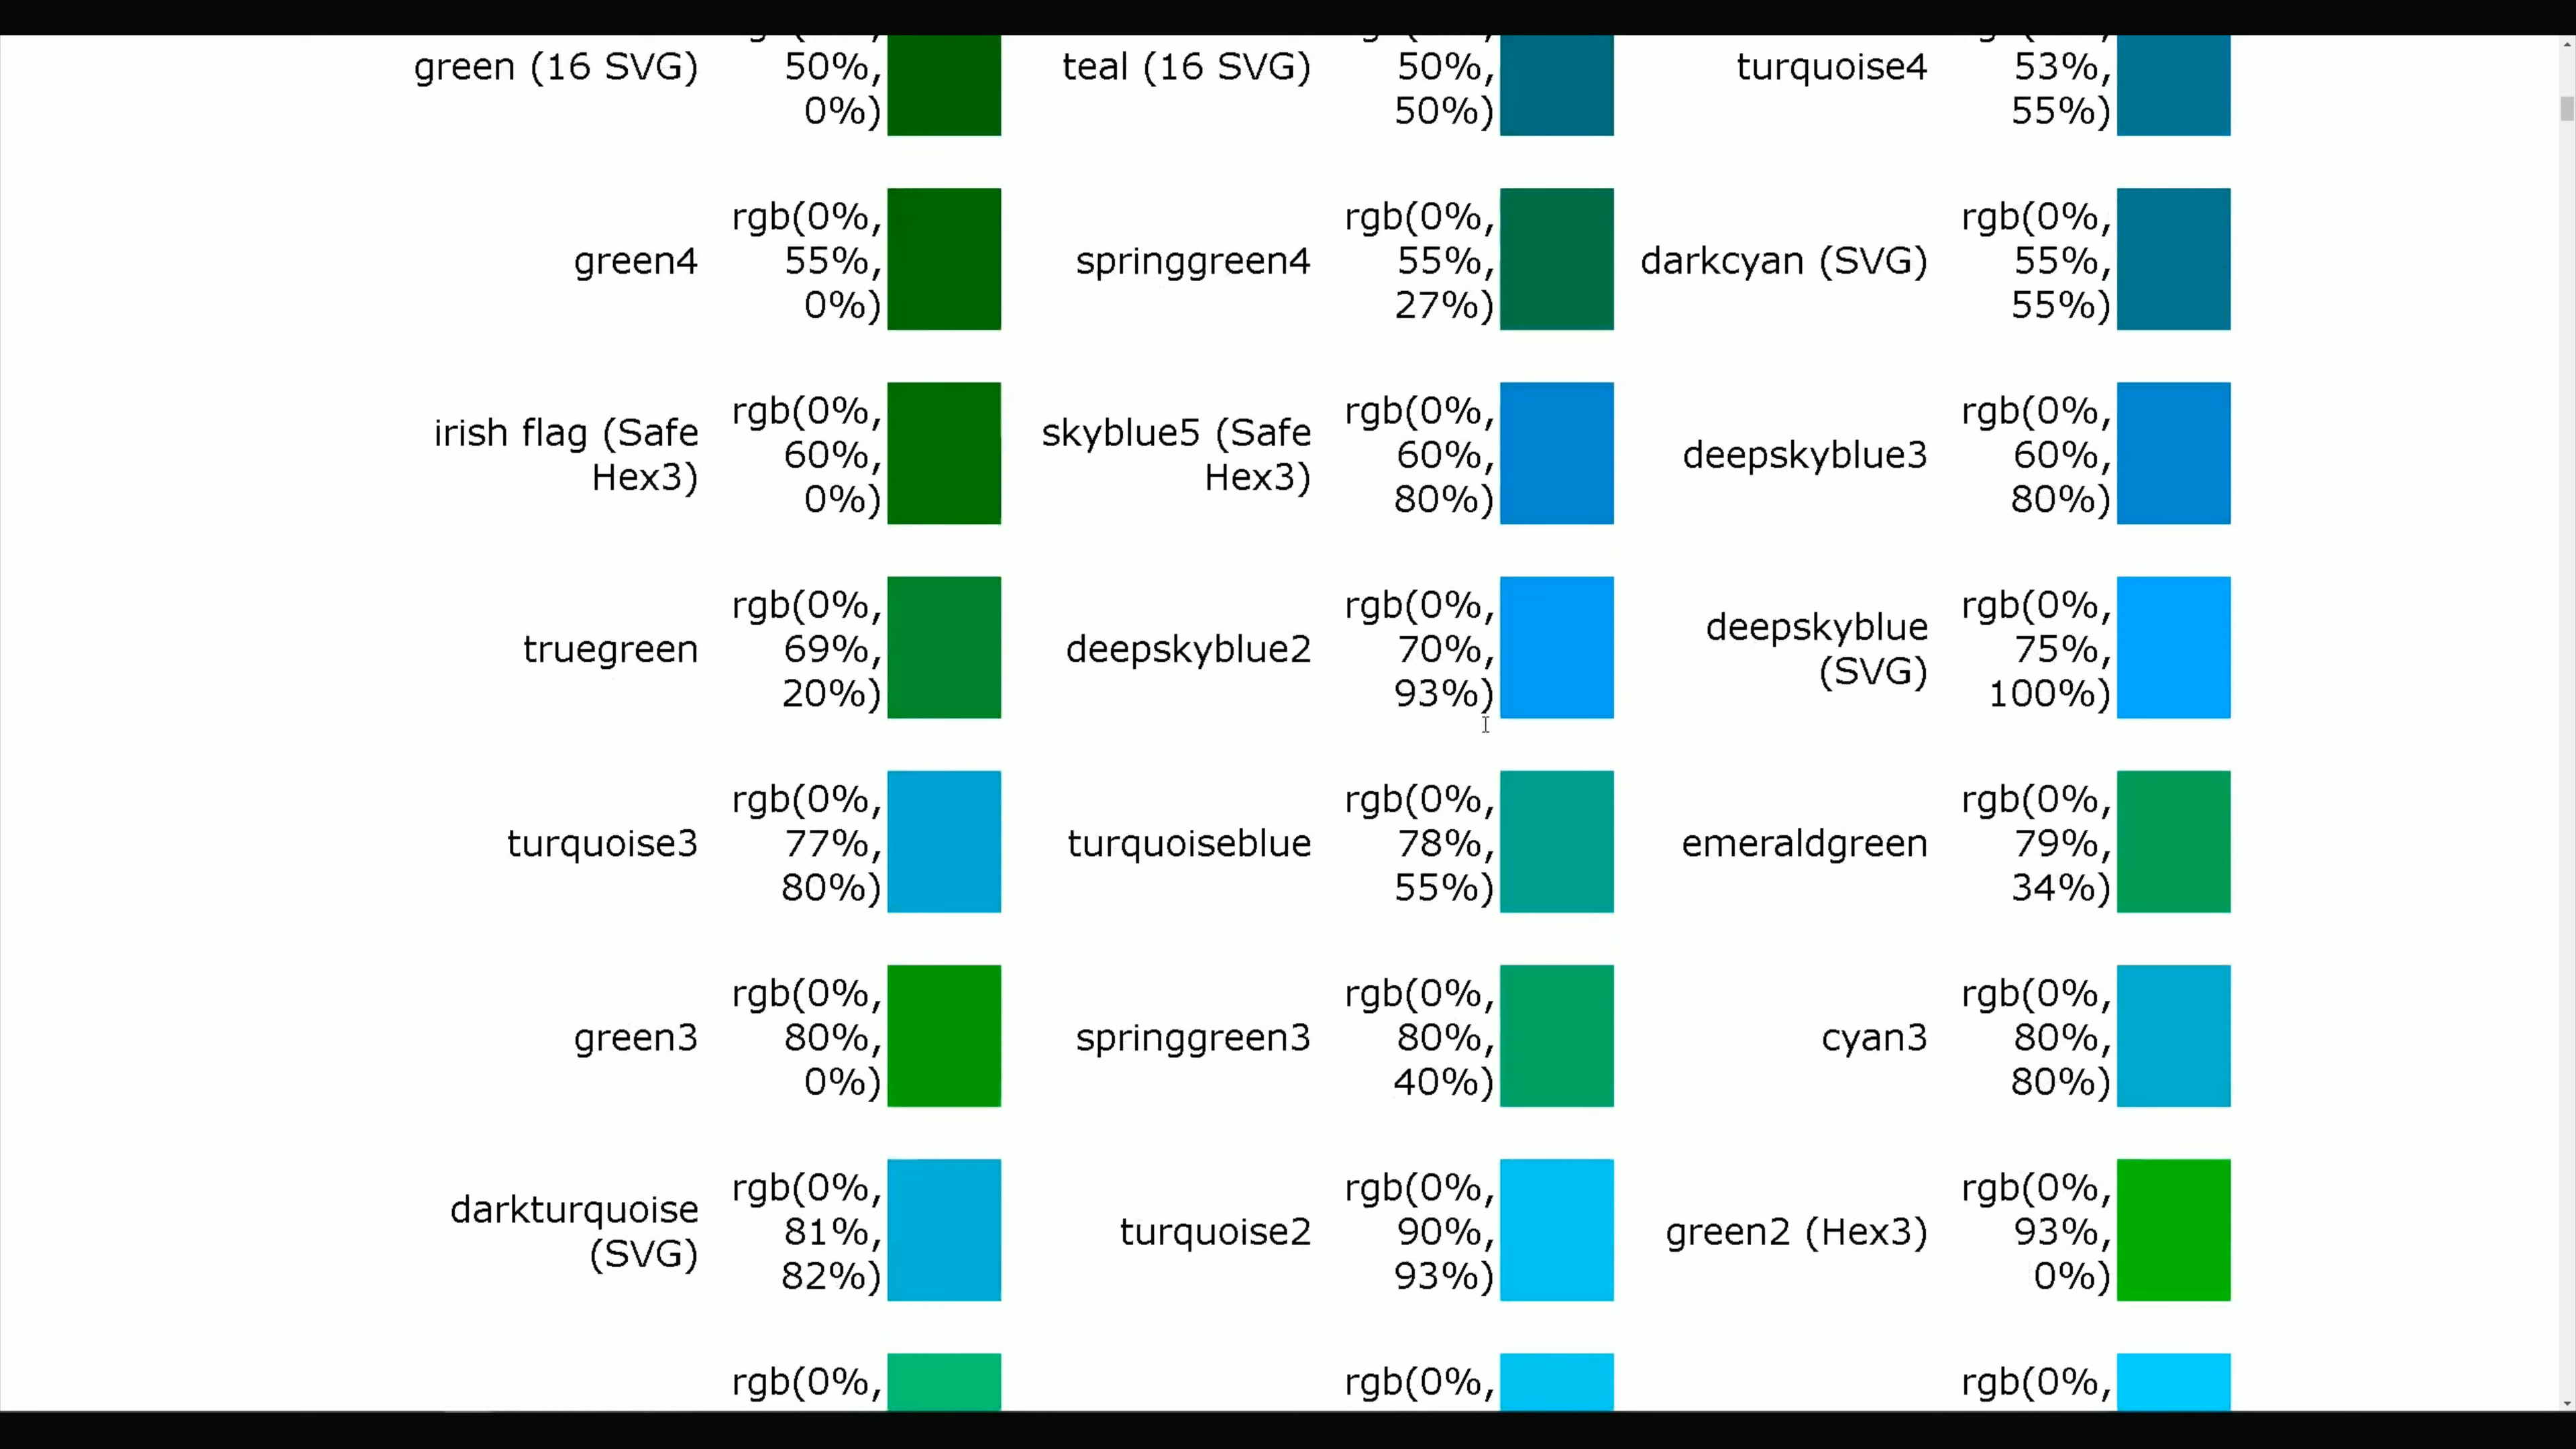 green (16 SVG)
50%,
0%)
teal (16 SVG)
50%,
50%)
turquoise4
53%,
55%)
green4
rgb(0%,
55%,
0%)
springgreen4
rgb(0%,
55%,
27%)
darkcyan (SVG)
rgb(0%,
55%,
55%)
irish flag (Safe
Hex3)
rgb(0%,
60%,
0%)
skyblue5 (Safe
Hex3)
rgb(0%,
60%,
80%)
deepskyblue3
rgb(0%,
60%,
80%)
truegreen
rgb(0%,
69%,
20%)
deepskyblue2
rgb(0%,
70%,
93%)
deepskyblue
(SVG)
rgb(0%,
75%,
100%)
turquoise3
rgb(0%,
77%,
80%)
turquoiseblue
rgb(0%,
78%,
55%)
emeraldgreen
rgb(0%,
79%,
34%)
green3
rgb(0%,
80%,
0%)
springgreen3
rgb(0%,
80%,
40%)
cyan3
rgb(0%,
80%,
80%)
darkturquoise
(SVG)
rgb(0%,
81%,
82%)
turquoise2
rgb(0%,
90%,
93%)
green2 (Hex3)
rgb(0%,
93%,
0%)
rgb(0%,
rgb(0%,
rgb(0%,